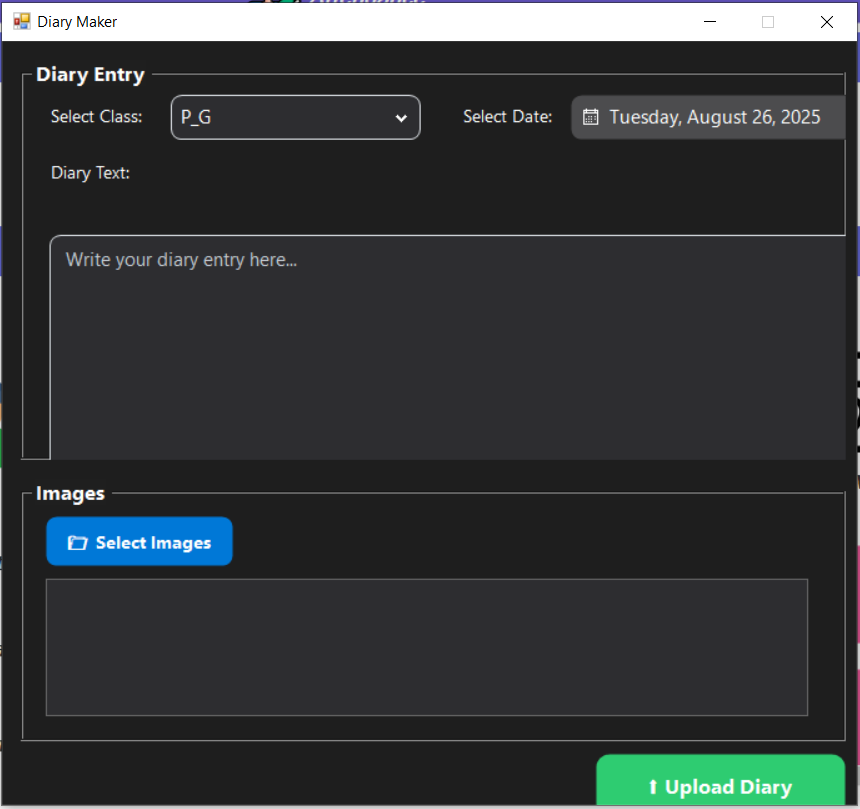 Diary Maker
Diary Entry
Select Class: P_G Select Date: Tuesday, August 26, 2025
Diary Text:
Write your diary entry here...
Images
Select Images
Upload Diary